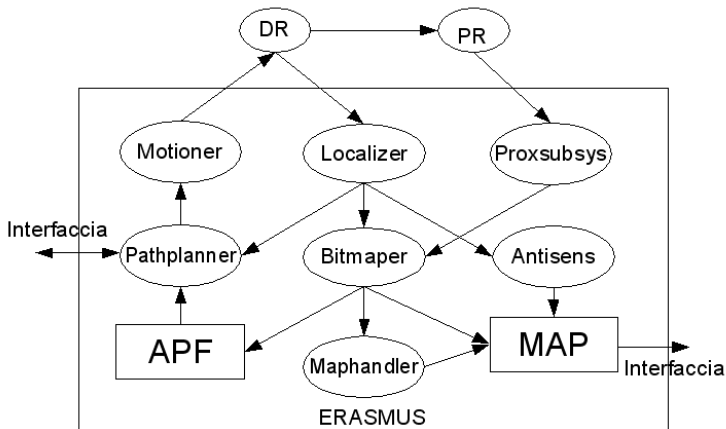 DR
PR
Motioner
Localizer
Proxsubsys
Interfaccia
Pathplanner
Bitmaper
Antisens
APF
Maphandler
MAP
Interfaccia
ERASMUS